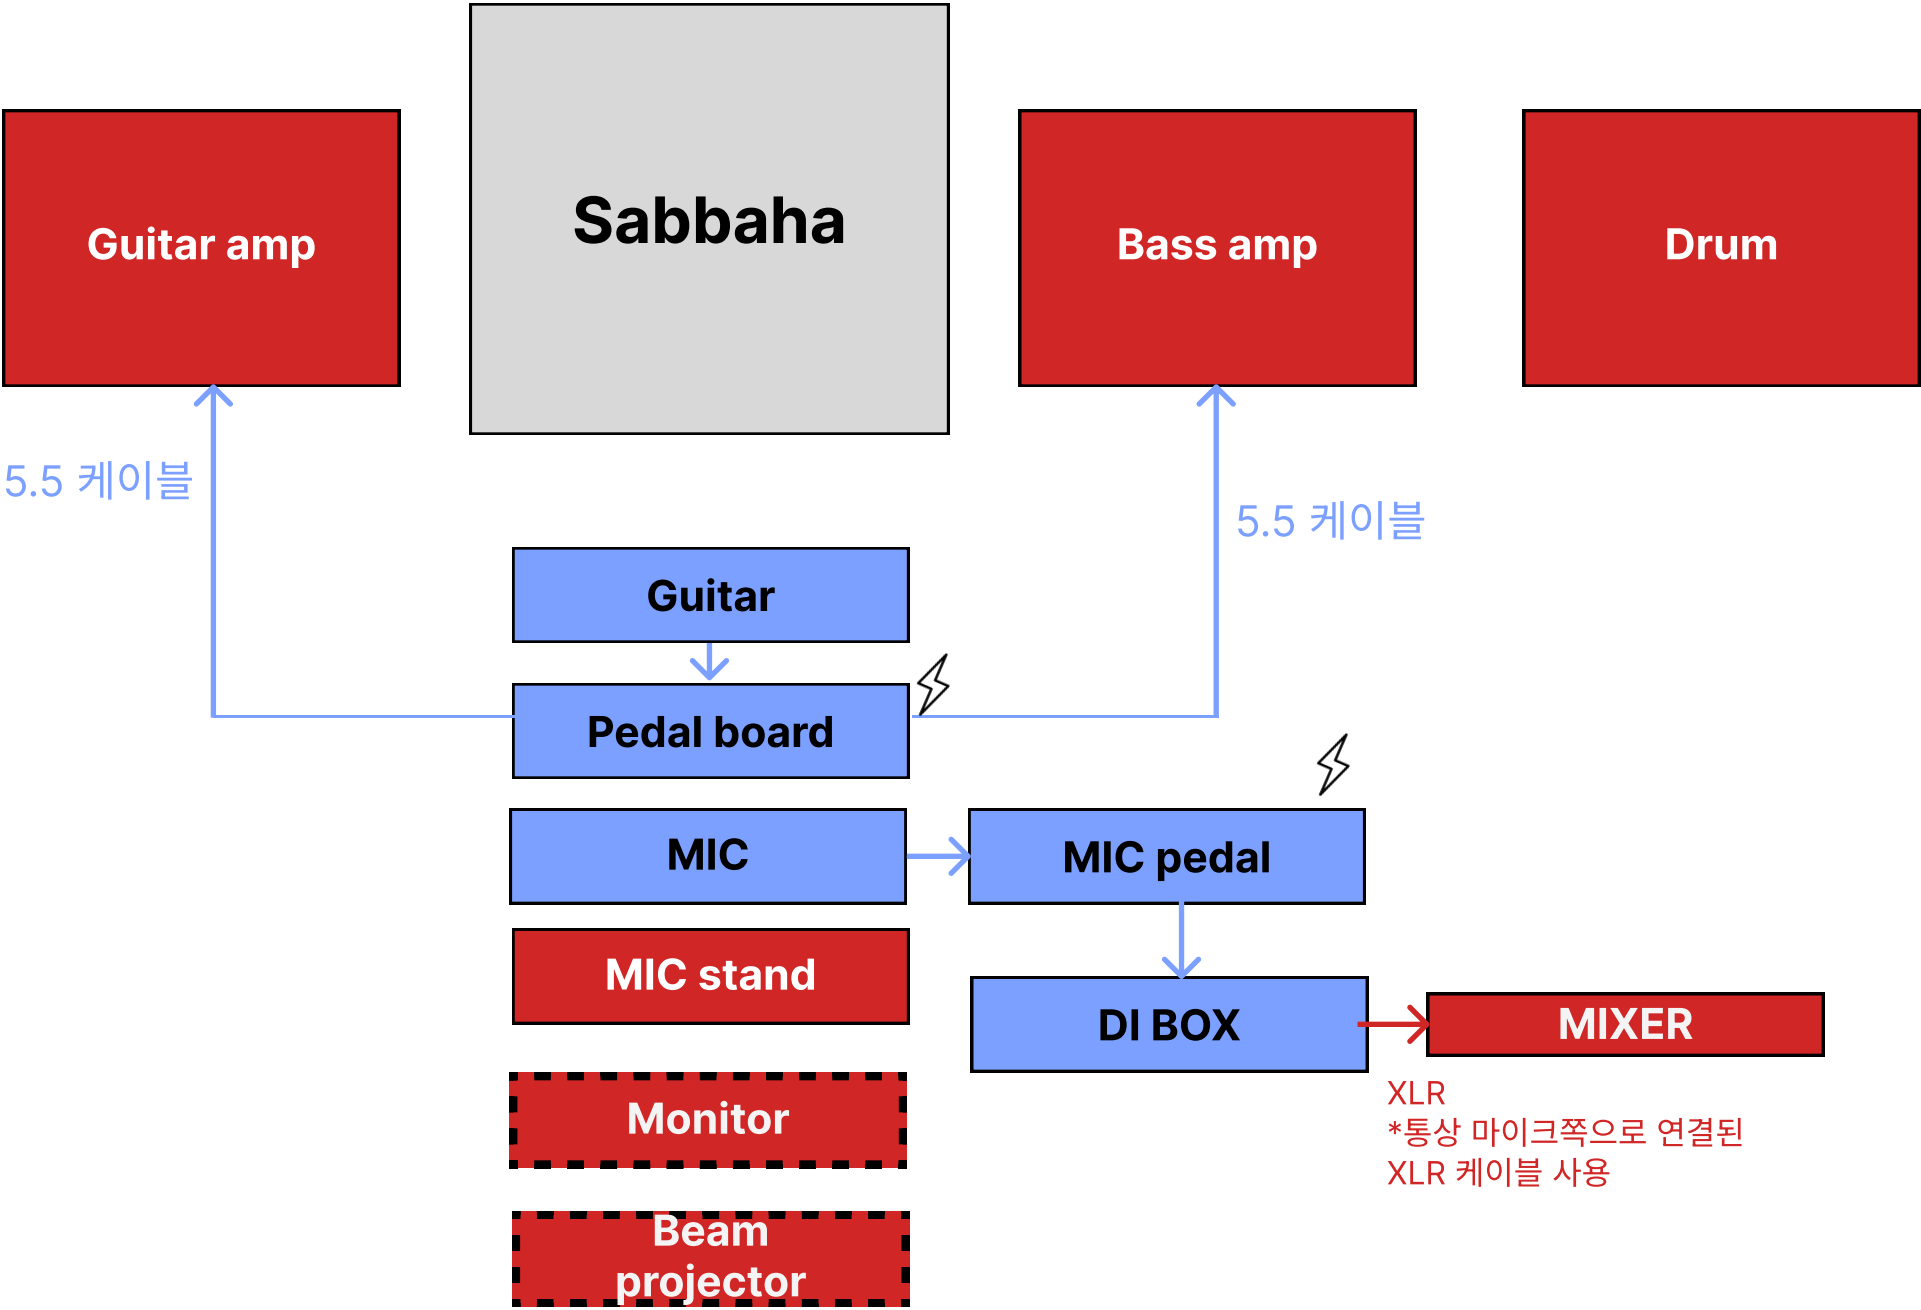 Sabbaha
Guitar amp
Bass amp
Drum
5.5 케이블
5.5 케이블
Guitar
Pedal board
MIC
MIC pedal
MIC stand
DI BOX
MIXER
XLR
*통상 마이크쪽으로 연결된
XLR 케이블 사용
Monitor
Beam
projector